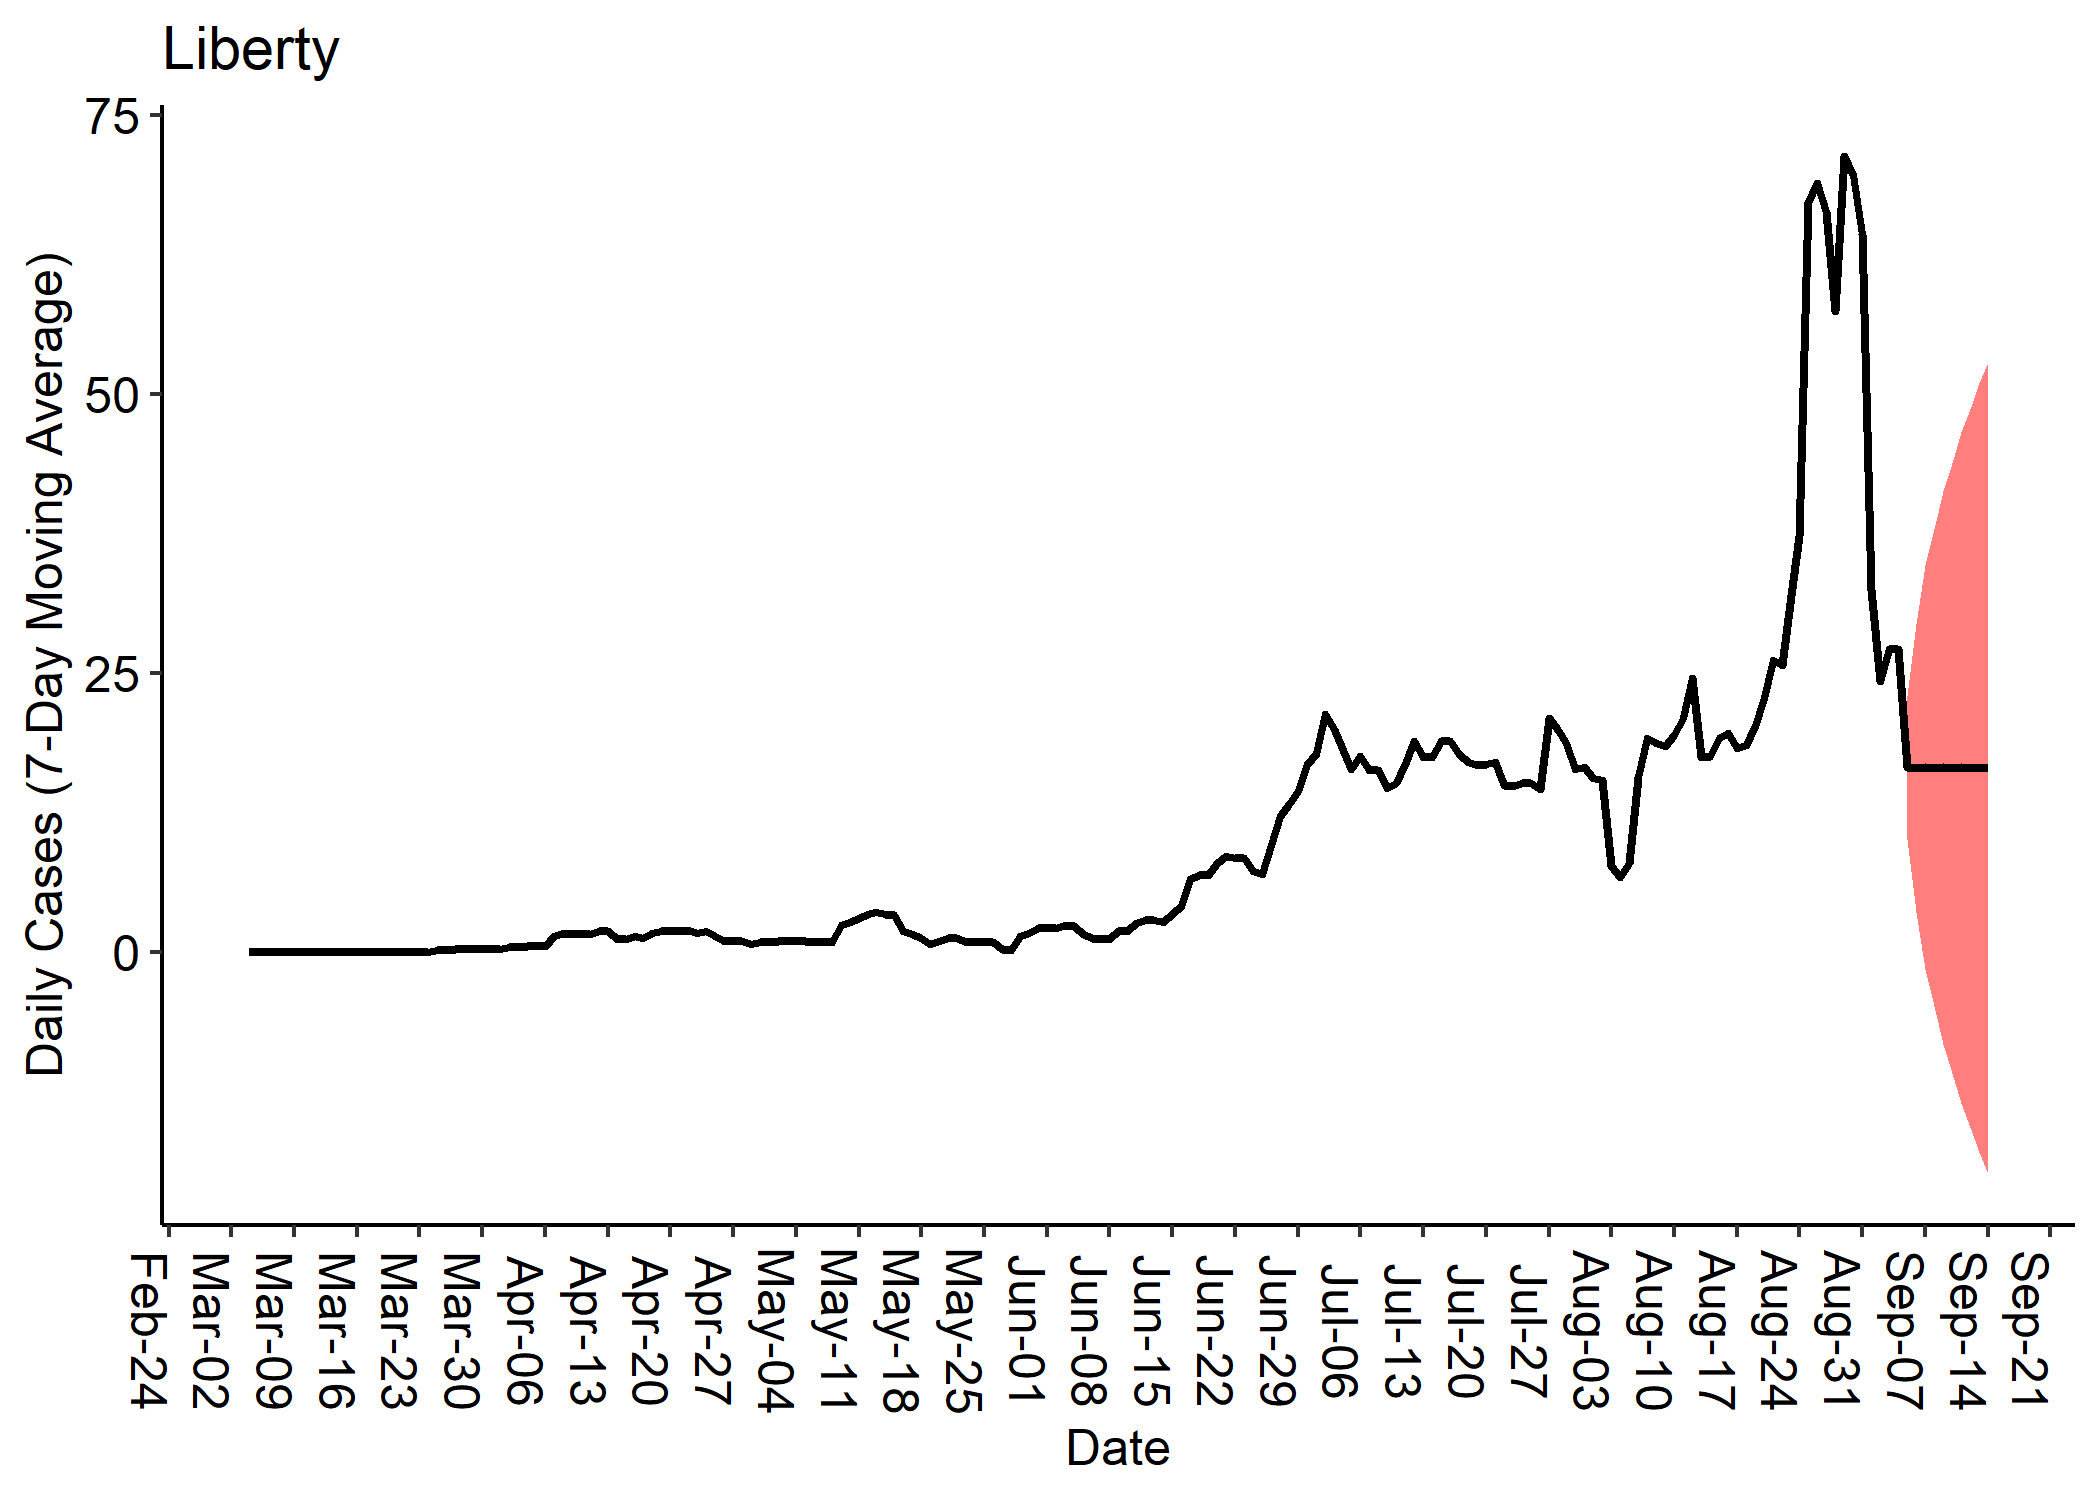 Liberty
75
50
25
0
Daily Cases (7-Day Moving Average)
Feb-24
Mar-02
Mar-09
Mar-16
Mar-23
Mar-30
Apr-06
Apr-13
Apr-20
Apr-27
May-04
May-11
May-18
May-25
Jun-01
Jun-08
Jun-15
Jun-22
Jun-29
Jul-06
Jul-13
Jul-20
Jul-27
Aug-03
Aug-10
Aug-17
Aug-24
Aug-31
Sep-07
Sep-14
Sep-21
Date